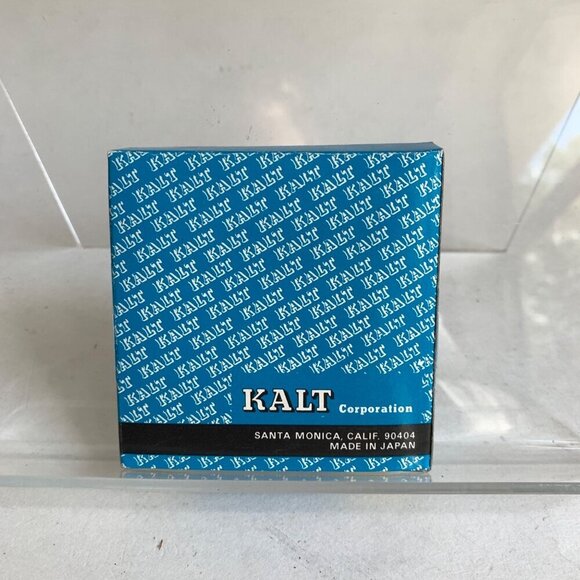 KALT Corporation
SANTA MONICA, CALIF. 90404
MADE IN JAPAN